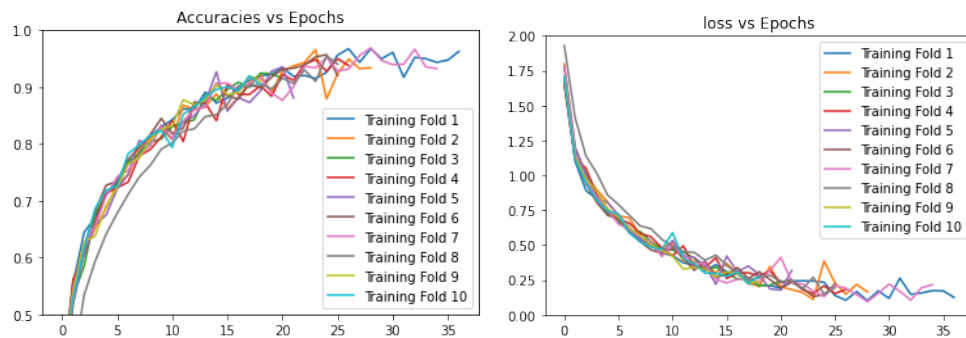 Accuracies vs Epochs
1.0
0.9
0.8
0.7
0.6
0.5
0
5
10
15
20
25
30
35
Training Fold 1
Training Fold 2
Training Fold 3
Training Fold 4
Training Fold 5
Training Fold 6
Training Fold 7
Training Fold 8
Training Fold 9
Training Fold 10
loss vs Epochs
2.00
1.75
1.50
1.25
1.00
0.75
0.50
0.25
0.00
0
5
10
15
20
25
30
35
Training Fold 1
Training Fold 2
Training Fold 3
Training Fold 4
Training Fold 5
Training Fold 6
Training Fold 7
Training Fold 8
Training Fold 9
Training Fold 10